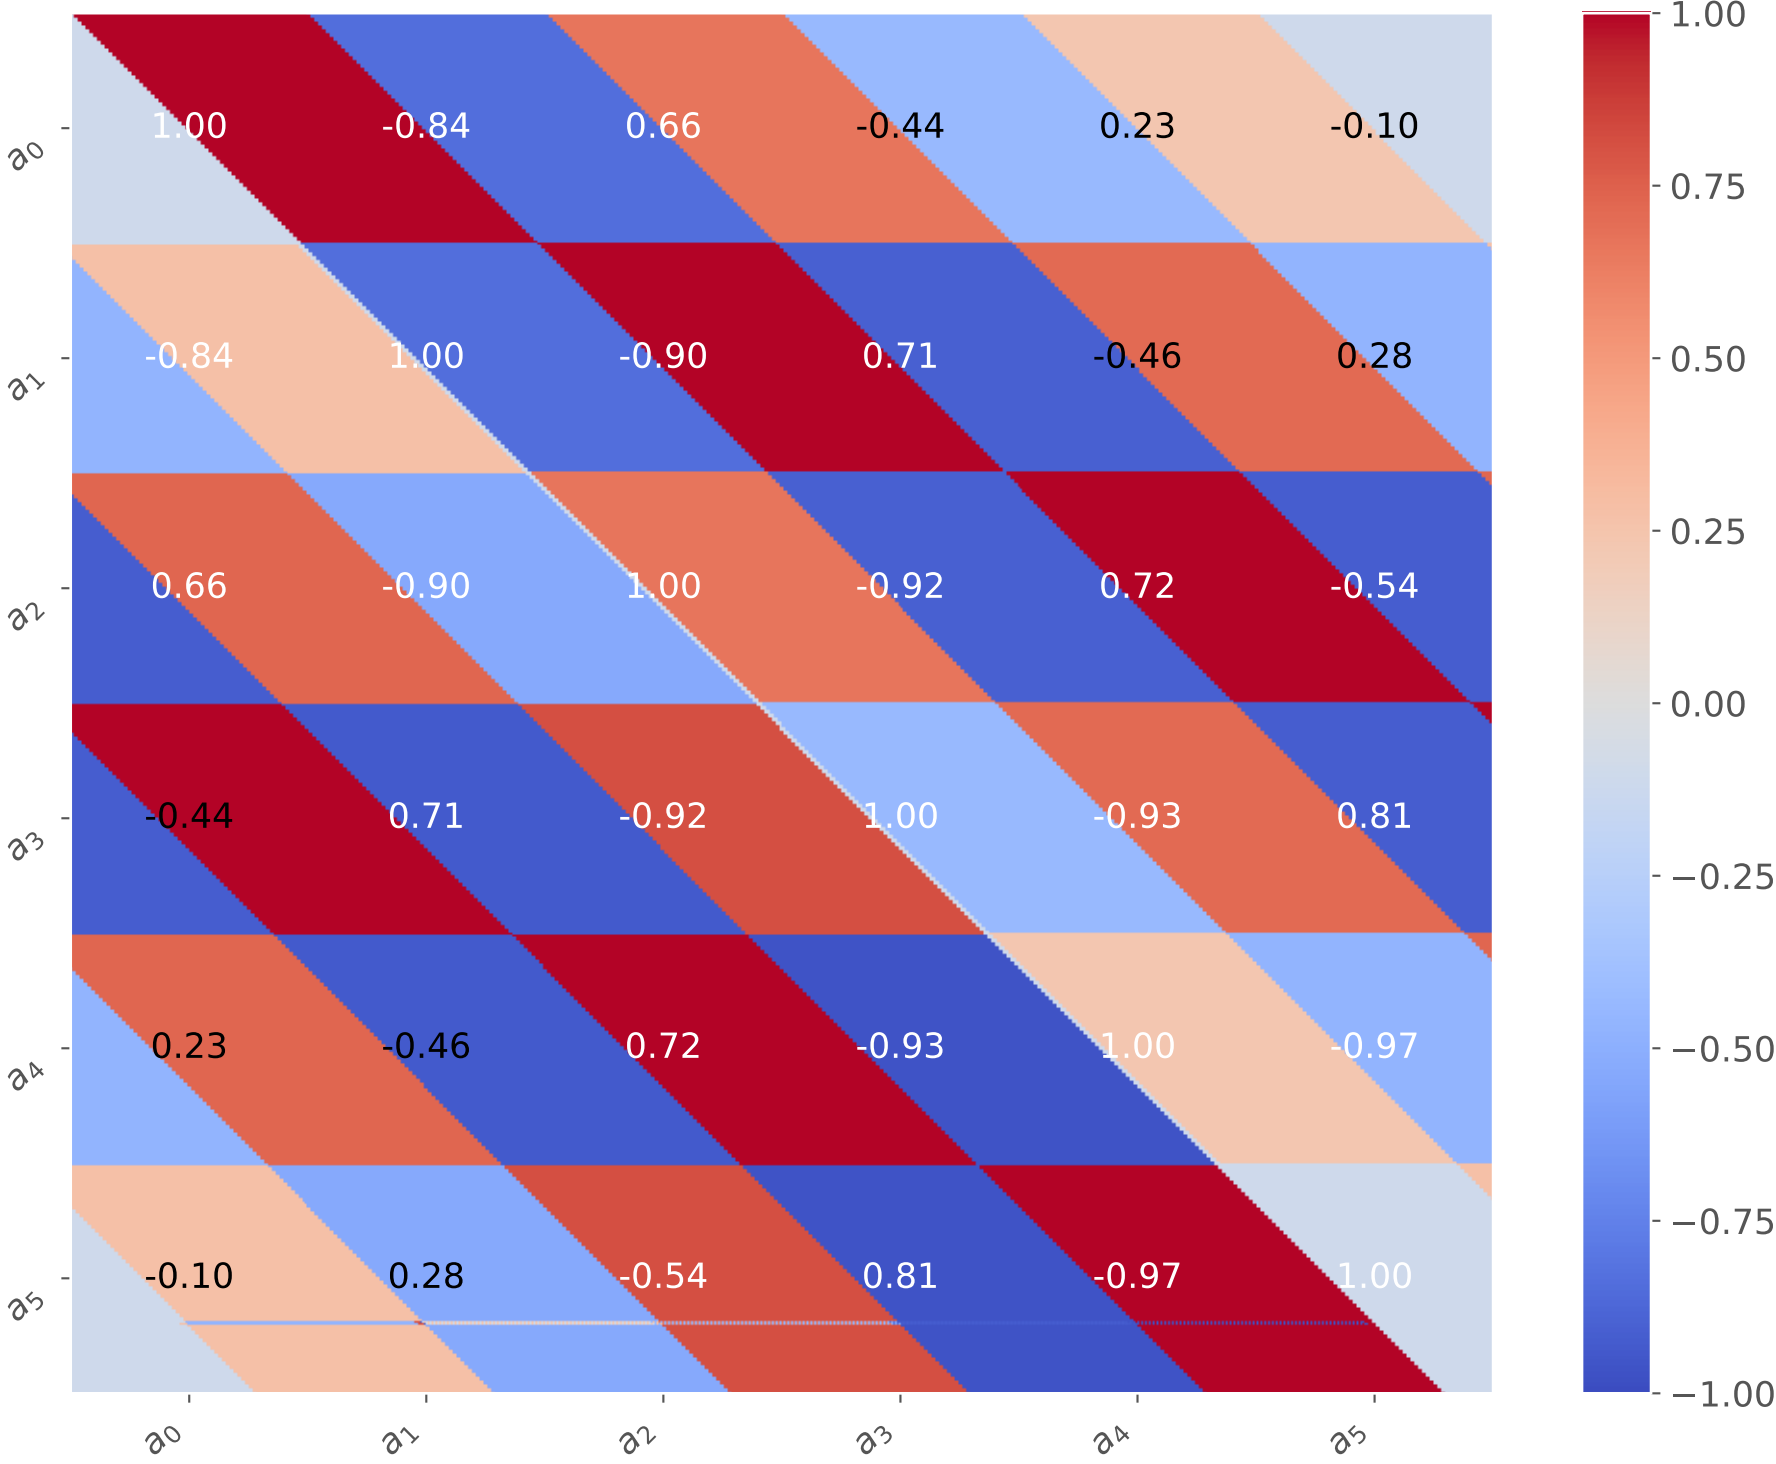 1.00
a0 1.00 -0.84 0.66 -0.44 0.23 -0.10
0.75
a1 -0.84 1.00 -0.90 0.71 -0.46 0.28
0.50
0.25
a2 0.66 -0.90 1.00 -0.92 0.72 -0.54
0.00
a3 -0.44 0.71 -0.92 1.00 -0.93 0.81
−0.25
a4 0.23 -0.46 0.72 -0.93 1.00 -0.97
−0.50
−0.75
a5 -0.10 0.28 -0.54 0.81 -0.97 1.00
−1.00
a0 a1 a2 a3 a4 a5